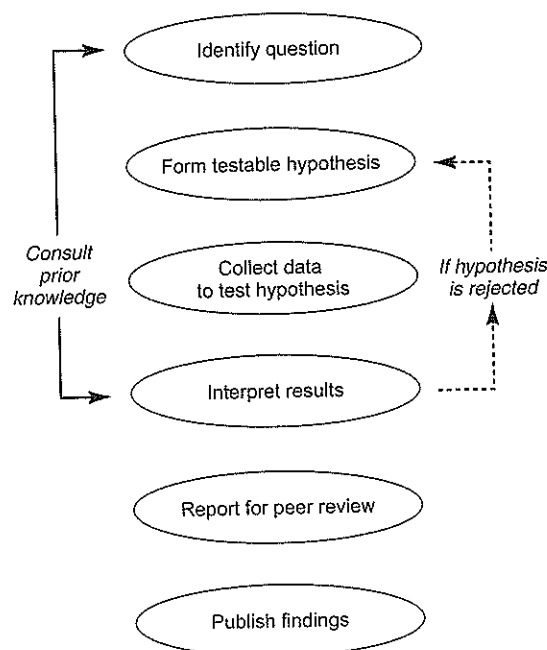 Identify question
Form testable hypothesis
Consult
prior
knowledge
Collect data
to test hypothesis
If hypothesis
is rejected
Interpret results
Report for peer review
Publish findings